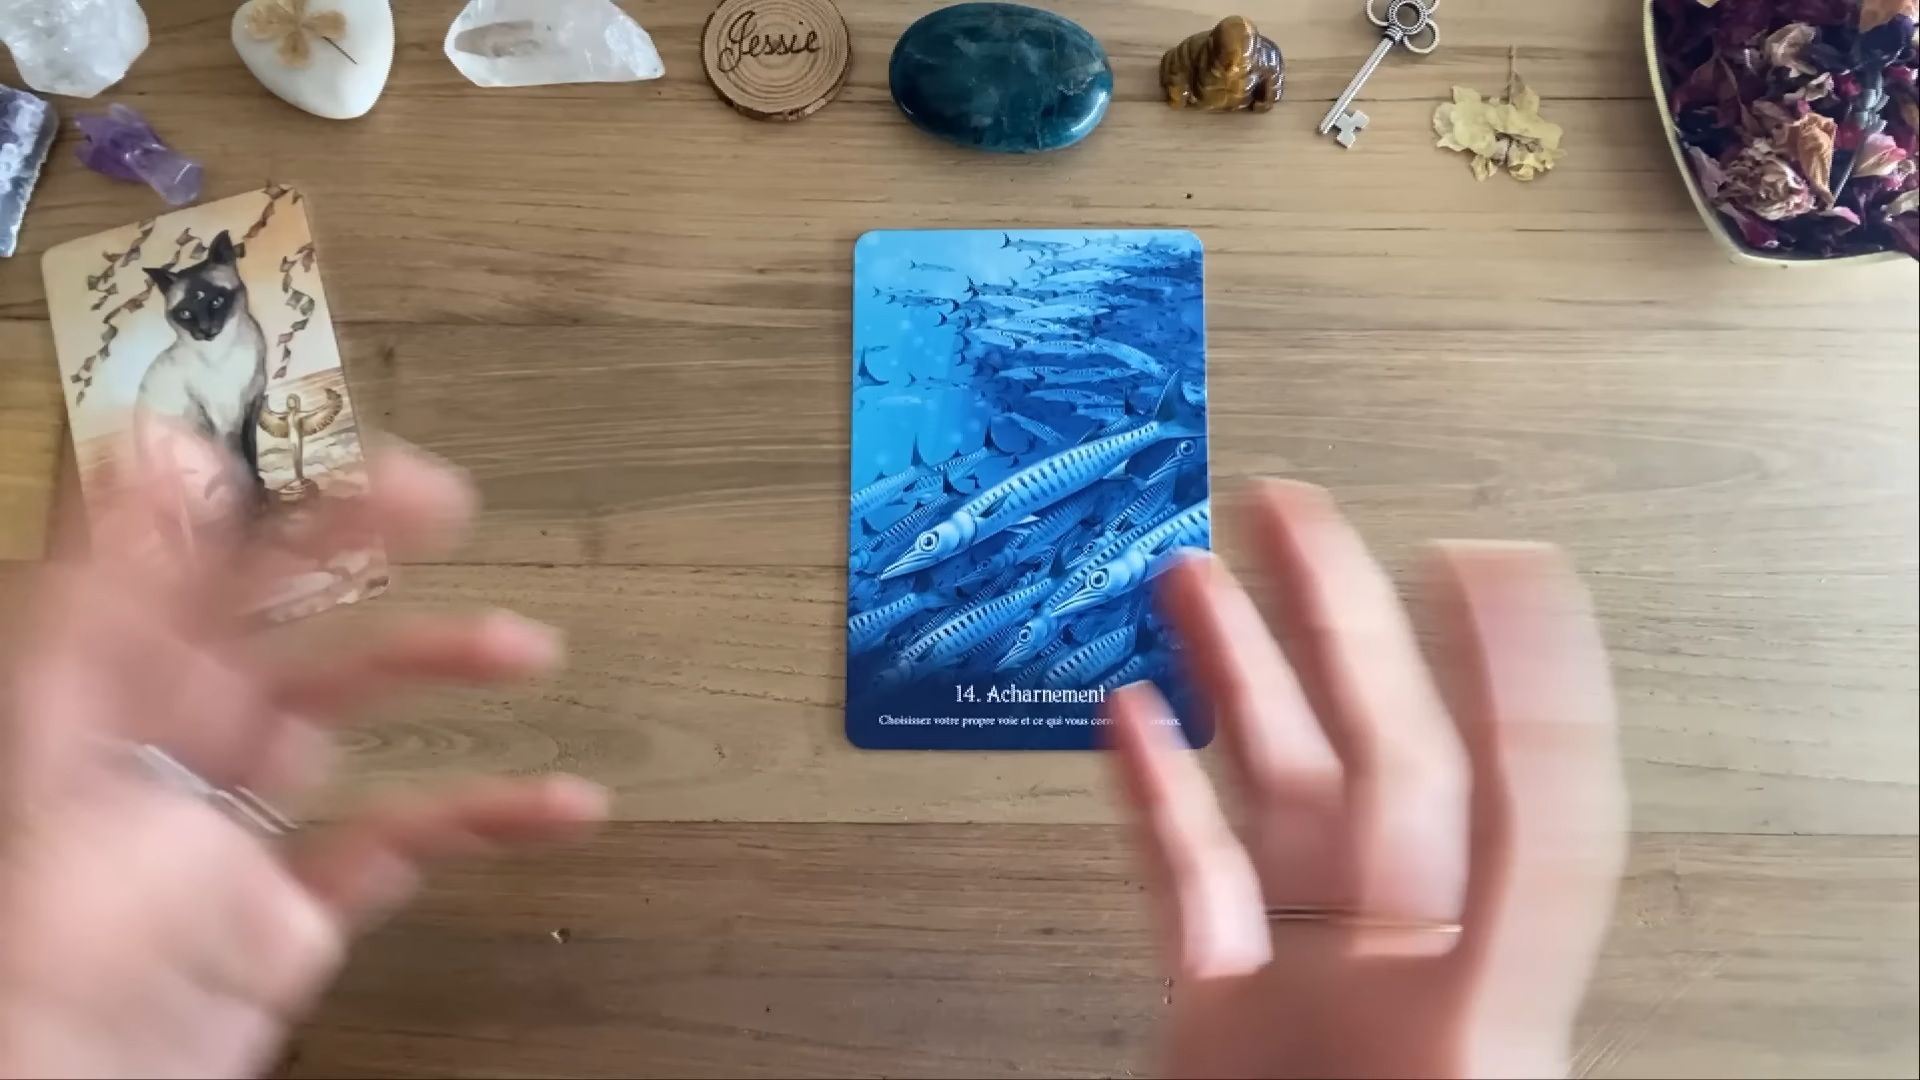 Jessie
14. Acharnement
Choisissez votre propre voie et ce qui vous